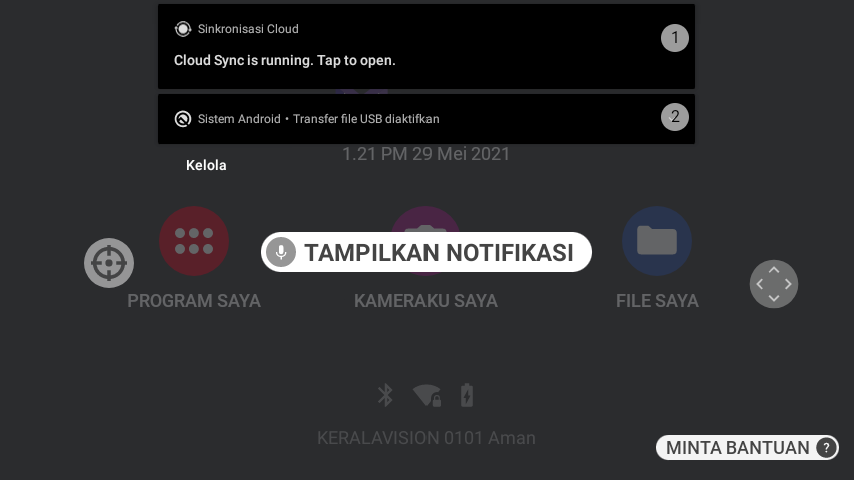 Sinkronisasi Cloud
1
Cloud Sync is running. Tap to open.
Sistem Android • Transfer file USB diaktifkan
2
Kelola
1.21 PM 29 Mei 2021
TAMPILKAN NOTIFIKASI
PROGRAM SAYA
KAMERAKU SAYA
FILE SAYA
KERALAVISION 0101 Aman
MINTA BANTUAN ?